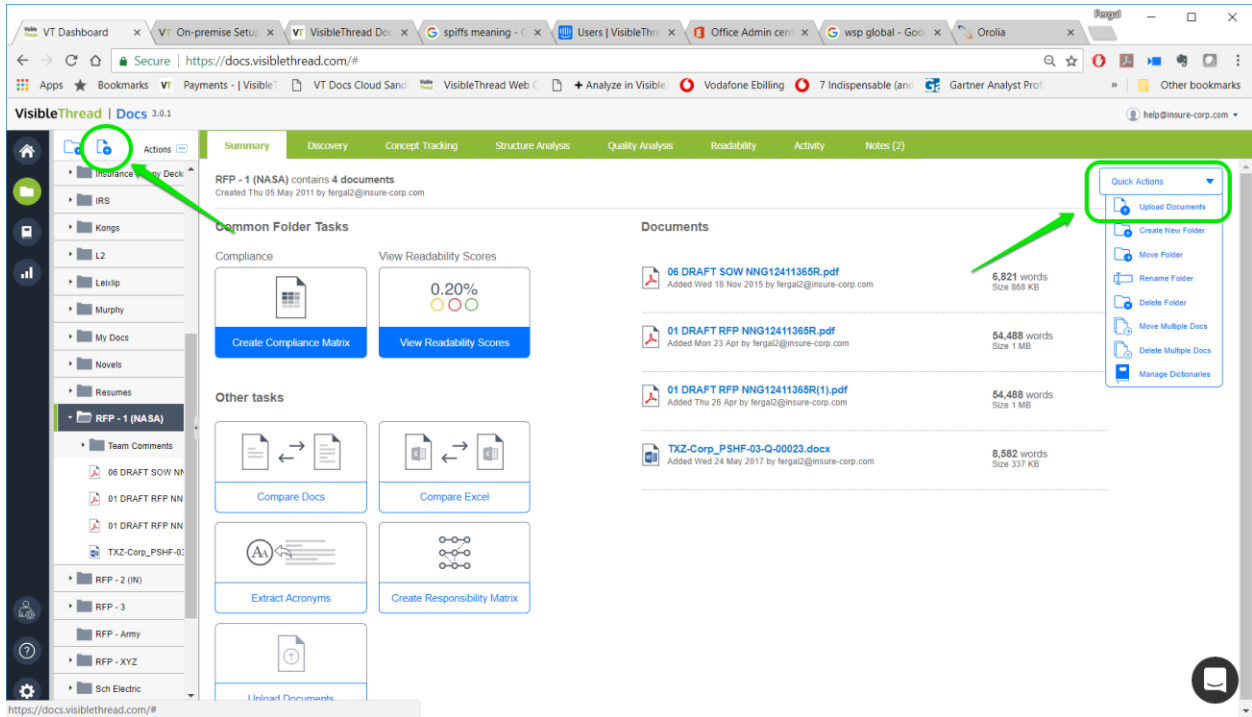 Fergal
VT Dashboard
VT On-premise Setup
VisibleThread Doc
spiffs meaning - G
Users | VisibleThre
Office Admin cent
wsp global - Goog
Orolia
Secure | https://docs.visiblethread.com/#
Apps
Bookmarks
Payments - | Visible
VT Docs Cloud Sand
VisibleThread Web C
Analyze in Visible
Vodafone Ebilling
7 Indispensable (and
Gartner Analyst Prof
» Other bookmarks
VisibleThread | Docs 3.0.1
help@insure-corp.com
Actions
Summary
Discovery
Concept Tracking
Structure Analysis
Quality Analysis
Readability
Activity
Notes (2)
Insurance
ny Deck
IRS
Kongs
L2
Leixlip
Murphy
My Docs
Novels
Resumes
RFP - 1 (NASA)
Team Comments
06 DRAFT SOW NN
01 DRAFT RFP NN
01 DRAFT RFP NN
TXZ-Corp_PSHF-03
RFP - 2 (IN)
RFP - 3
RFP - Army
RFP - XYZ
Sch Electric
https://docs.visiblethread.com/#
RFP - 1 (NASA) contains 4 documents
Created Thu 05 May 2011 by fergal2@insure-corp.com
Common Folder Tasks
Compliance
View Readability Scores
0.20%
Create Compliance Matrix
View Readability Scores
Other tasks
Compare Docs
Compare Excel
Extract Acronyms
Create Responsibility Matrix
Upload Documents
Documents
06 DRAFT SOW NNG12411365R.pdf
Added Wed 18 Nov 2015 by fergal2@insure-corp.com
6,821 words
Size 868 KB
01 DRAFT RFP NNG12411365R.pdf
Added Mon 23 Apr by fergal2@insure-corp.com
54,488 words
Size 1 MB
01 DRAFT RFP NNG12411365R(1).pdf
Added Thu 26 Apr by fergal2@insure-corp.com
54,488 words
Size 1 MB
TXZ-Corp_PSHF-03-Q-00023.docx
Added Wed 24 May 2017 by fergal2@insure-corp.com
8,582 words
Size 337 KB
Quick Actions
Upload Documents
Create New Folder
Move Folder
Rename Folder
Delete Folder
Move Multiple Docs
Delete Multiple Docs
Manage Dictionaries